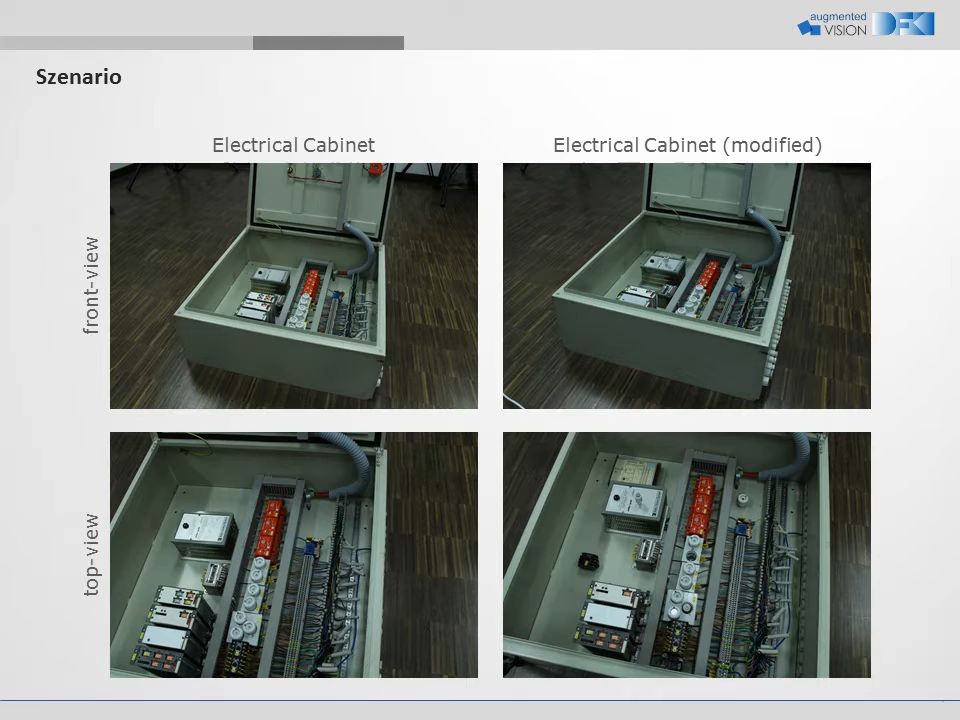 augmented
VISION
DFKI
Szenario
Electrical Cabinet
Electrical Cabinet (modified)
front-view
top-view